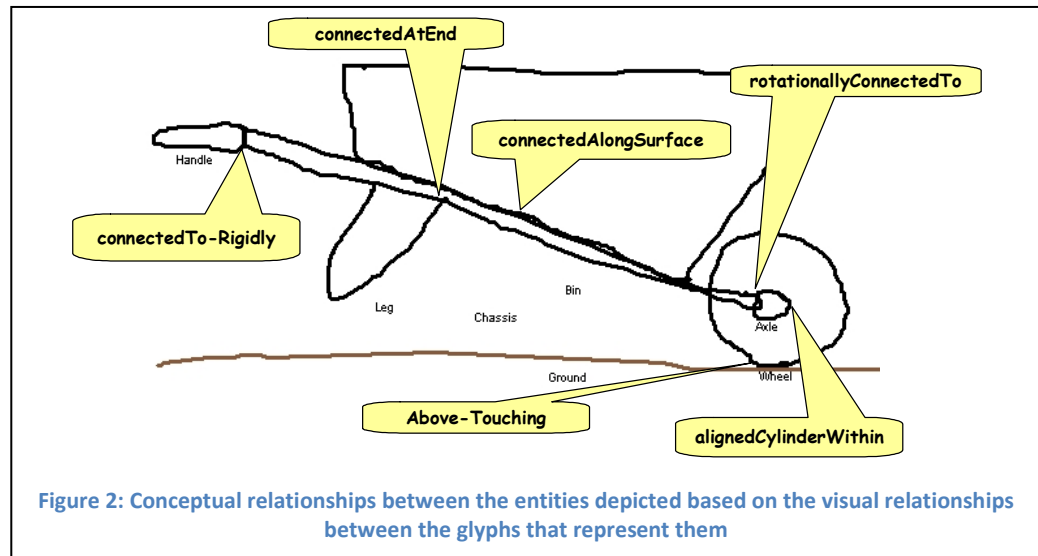 connectedAtEnd
rotationallyConnectedTo
connectedAlongSurface
Handle
connectedTo-Rigidly
Bin
Leg
Chassis
Axle
Ground
Wheel
Above-Touching
alignedCylinderWithin
Figure 2: Conceptual relationships between the entities depicted based on the visual relationships
between the glyphs that represent them